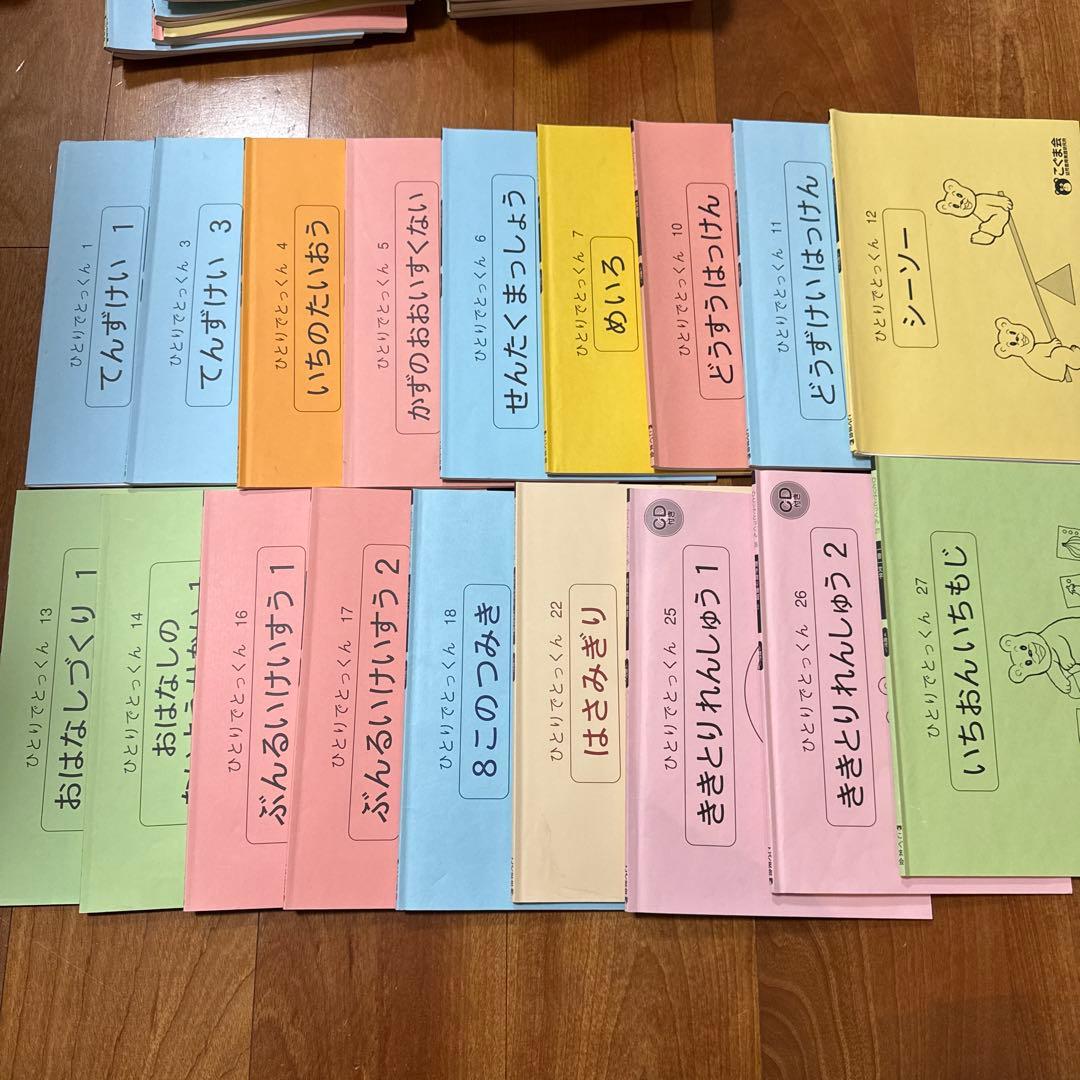 ひとりでとっくん 1
てんずけい 1
ひとりでとっくん 3
てんずけい 3
ひとりでとっくん 4
いちのたいおう
ひとりでとっくん 5
かずのおおいすくない
ひとりでとっくん 6
せんたくまっしょう
ひとりでとっくん 7
めいろ
ひとりでとっくん 10
どうすうはっけん
ひとりでとっくん 11
どうずけいはっけん
ひとりでとっくん 12
シーソー
こぐま会
ひとりでとっくん 13
おはなしづくり 1
ひとりでとっくん 14
おはなしの
ひとりでとっくん 16
ぶんるいけいすう 1
ひとりでとっくん 17
ぶんるいけいすう 2
ひとりでとっくん 18
8このつみき
ひとりでとっくん 22
はさみぎり
CD
付き
ひとりでとっくん 25
ききとりれんしゅう 1
CD
付き
ひとりでとっくん 26
ききとりれんしゅう 2
ひとりでとっくん 27
いちおんいちもじ